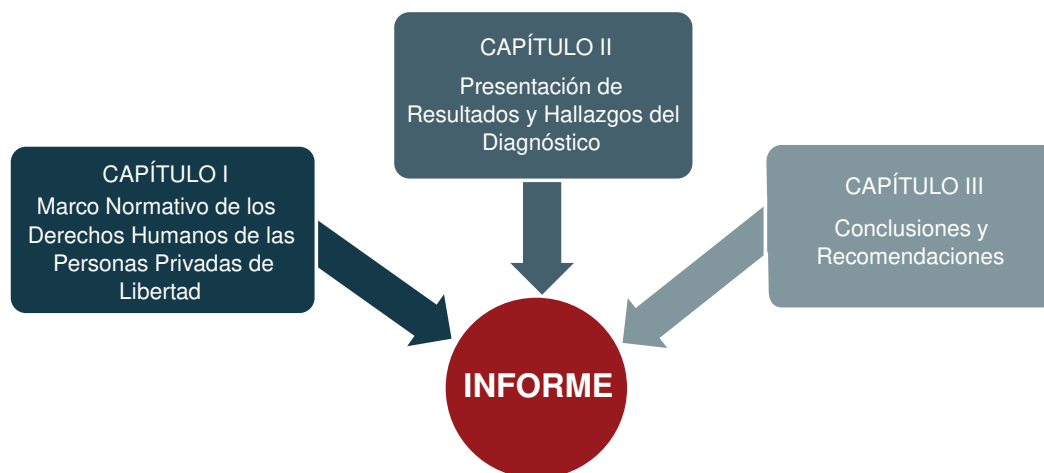 CAPÍTULO I
Marco Normativo de los
Derechos Humanos de las
Personas Privadas de
Libertad
CAPÍTULO II
Presentación de
Resultados y Hallazgos del
Diagnóstico
CAPÍTULO III
Conclusiones y
Recomendaciones
INFORME